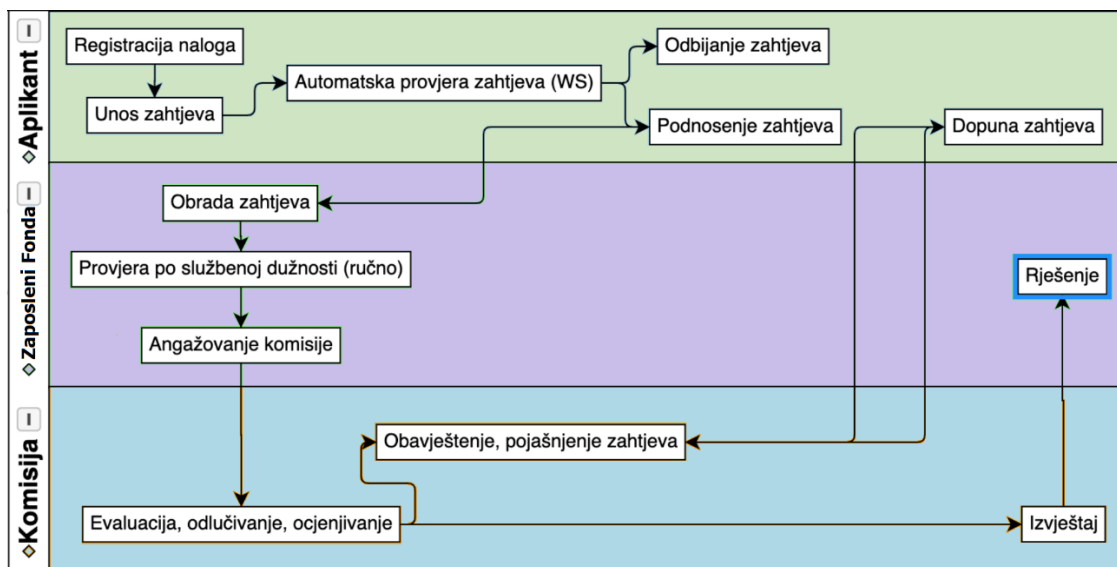 Aplikant
Registracija naloga
Unos zahtjeva
Automatska provjera zahtjeva (WS)
Odbijanje zahtjeva
Podnosenje zahtjeva
Dopuna zahtjeva
Zaposleni Fonda
Obrada zahtjeva
Provjera po službenoj dužnosti (ručno)
Angažovanje komisije
Rješenje
Komisija
Obavještenje, pojašnjenje zahtjeva
Evaluacija, odlučivanje, ocjenjivanje
Izvještaj